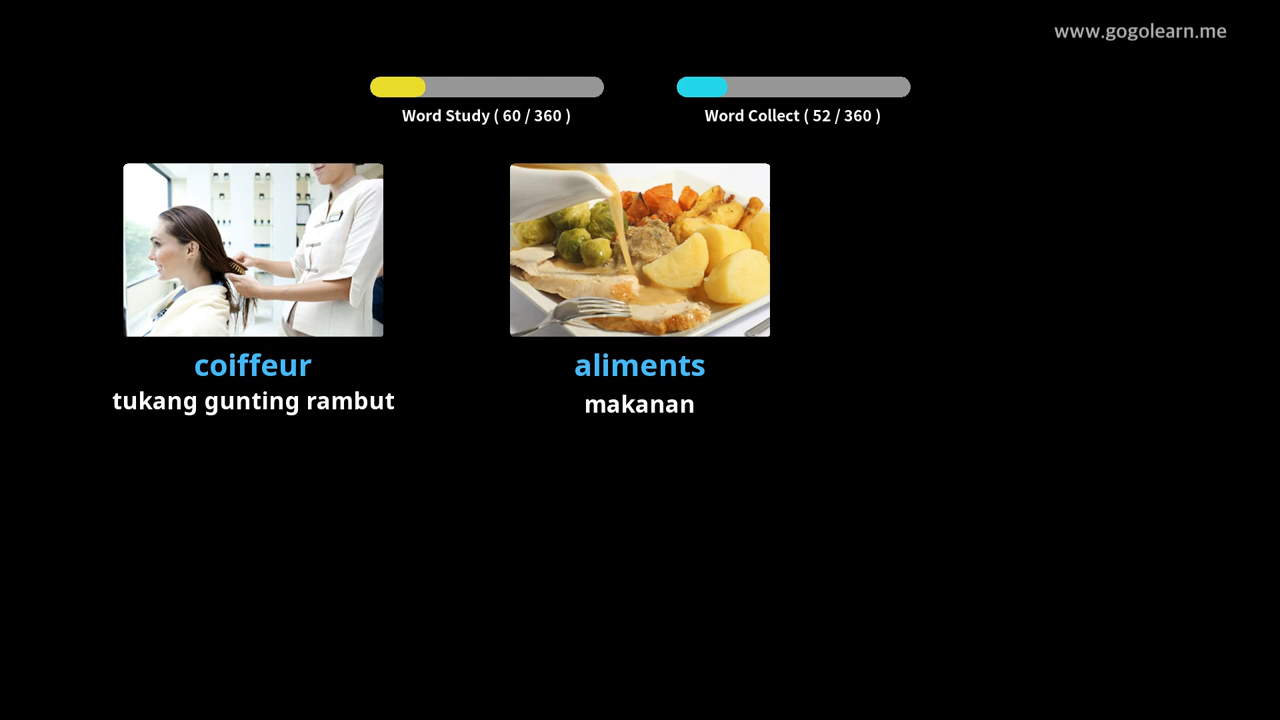 www.gogolearn.me
Word Study ( 60 / 360 )
Word Collect ( 52 / 360 )
coiffeur
tukang gunting rambut
aliments
makanan